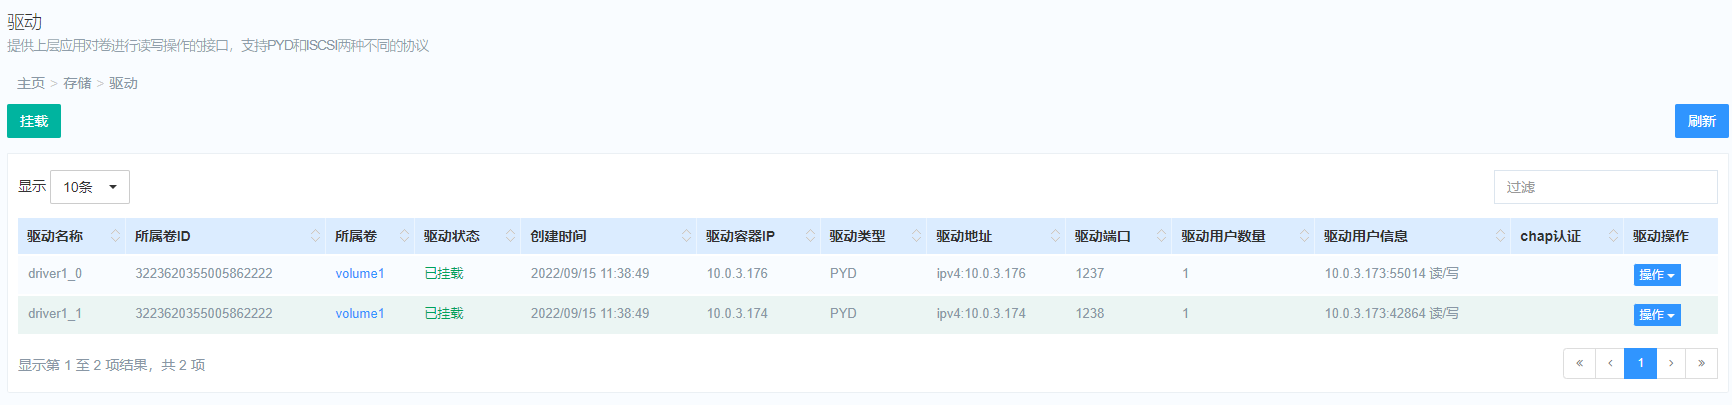 驱动
提供上层应用对卷进行读写操作的接口，支持PYD和ISCSI两种不同的协议
主页 > 存储 > 驱动
挂载 刷新
显示 10条 过滤
驱动名称 所属卷ID 所属卷 驱动状态 创建时间 驱动容器IP 驱动类型 驱动地址 驱动端口 驱动用户数量 驱动用户信息 chap认证 驱动操作
driver1_0 3223620355005862222 volume1 已挂载 2022/09/15 11:38:49 10.0.3.176 PYD ipv4:10.0.3.176 1237 1 10.0.3.173:55014 读/写 操作
driver1_1 3223620355005862222 volume1 已挂载 2022/09/15 11:38:49 10.0.3.174 PYD ipv4:10.0.3.174 1238 1 10.0.3.173:42864 读/写 操作
显示第 1 至 2 项结果，共 2 项 « ‹ 1 › »